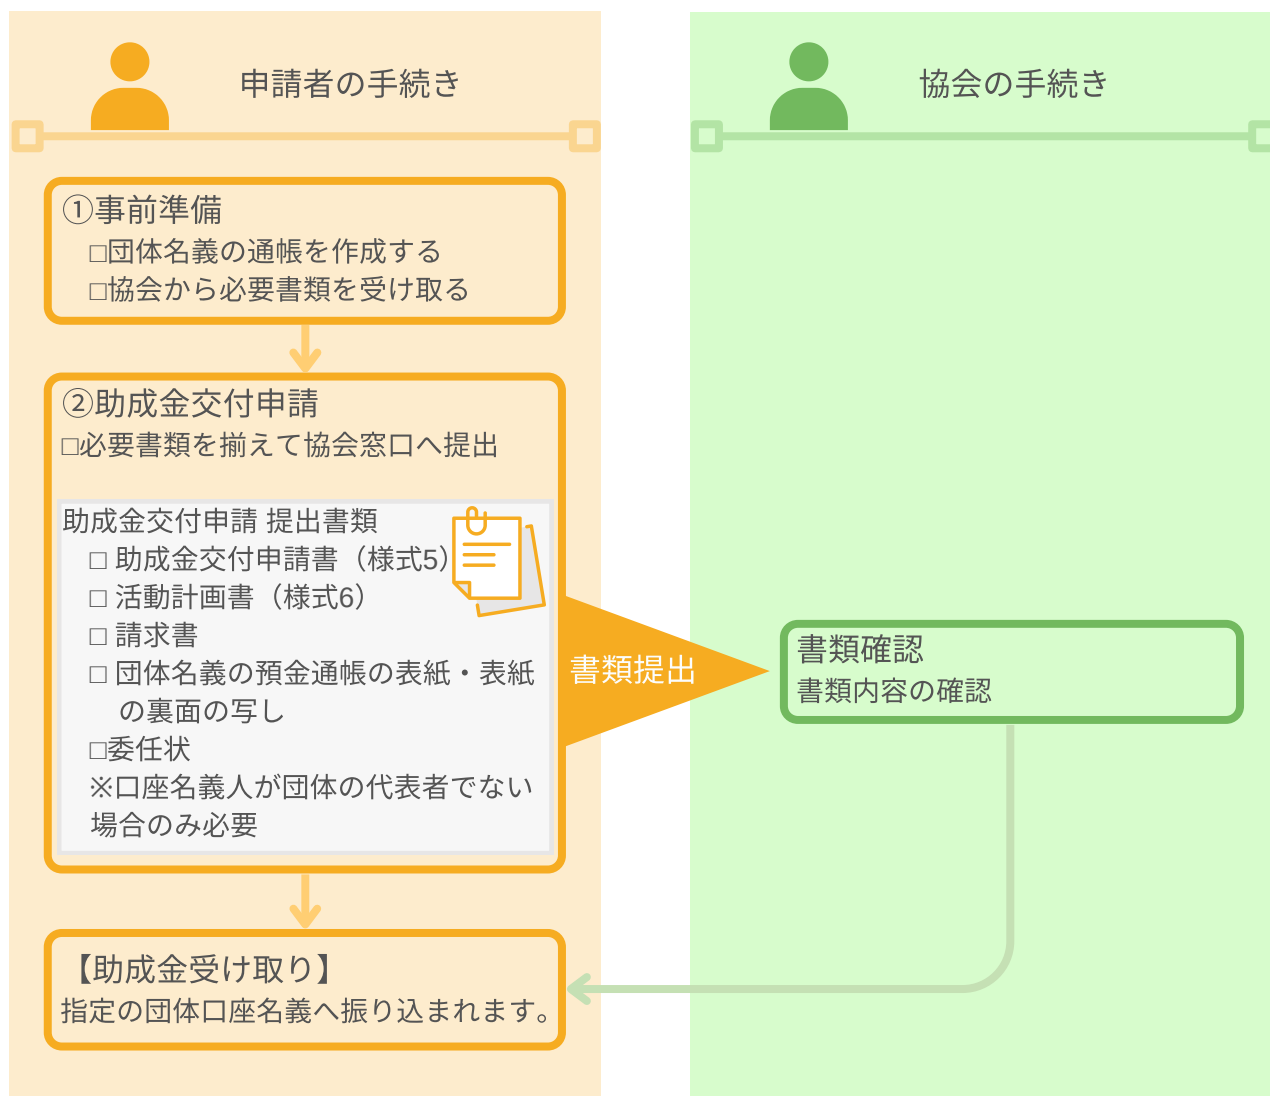 申請者の手続き
①事前準備
□団体名義の通帳を作成する
□協会から必要書類を受け取る
②助成金交付申請
□必要書類を揃えて協会窓口へ提出
助成金交付申請 提出書類
□ 助成金交付申請書（様式5）
□ 活動計画書（様式6）
□ 請求書
□ 団体名義の預金通帳の表紙・表紙
の裏面の写し
□委任状
※口座名義人が団体の代表者でない
場合のみ必要
【助成金受け取り】
指定の団体口座名義へ振り込まれます。
書類提出
協会の手続き
書類確認
書類内容の確認